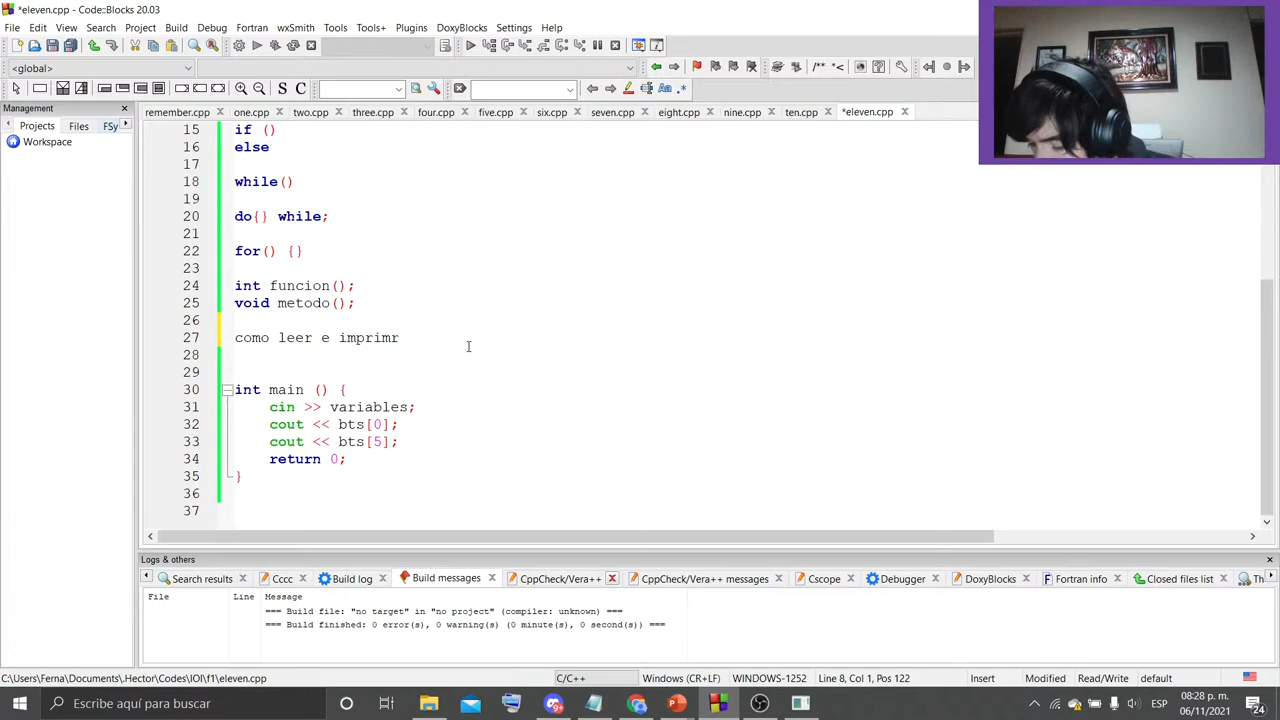 *eleven.cpp - Code::Blocks 20.03
File Edit View Search Project Build Debug Fortran wxSmith Tools Tools+ Plugins DoxyBlocks Settings Help
<global>
/** *<
S C
Aa .*
Management
Projects Files FSy
Workspace
remember.cpp one.cpp two.cpp three.cpp four.cpp five.cpp six.cpp seven.cpp eight.cpp nine.cpp ten.cpp *eleven.cpp
15 if ()
16 else
17
18 while()
19
20 do{} while;
21
22 for() {}
23
24 int funcion();
25 void metodo();
26
27 como leer e imprimr
28
29
30 int main () {
31 cin >> variables;
32 cout << bts[0];
33 cout << bts[5];
34 return 0;
35 }
36
37
Logs & others
Search results Cccc Build log Build messages CppCheck/Vera++ CppCheck/Vera++ messages Cscope Debugger DoxyBlocks Fortran info Closed files list Th
File Line Message
=== Build file: "no target" in "no project" (compiler: unknown) ===
=== Build finished: 0 error(s), 0 warning(s) (0 minute(s), 0 second(s)) ===
C:\Users\Ferna\Documents\.Hector\Codes\IOI\f1\eleven.cpp C/C++ Windows (CR+LF) WINDOWS-1252 Line 8, Col 1, Pos 122 Insert Modified Read/Write default
Escribe aquí para buscar
ESP
08:28 p. m.
06/11/2021
24